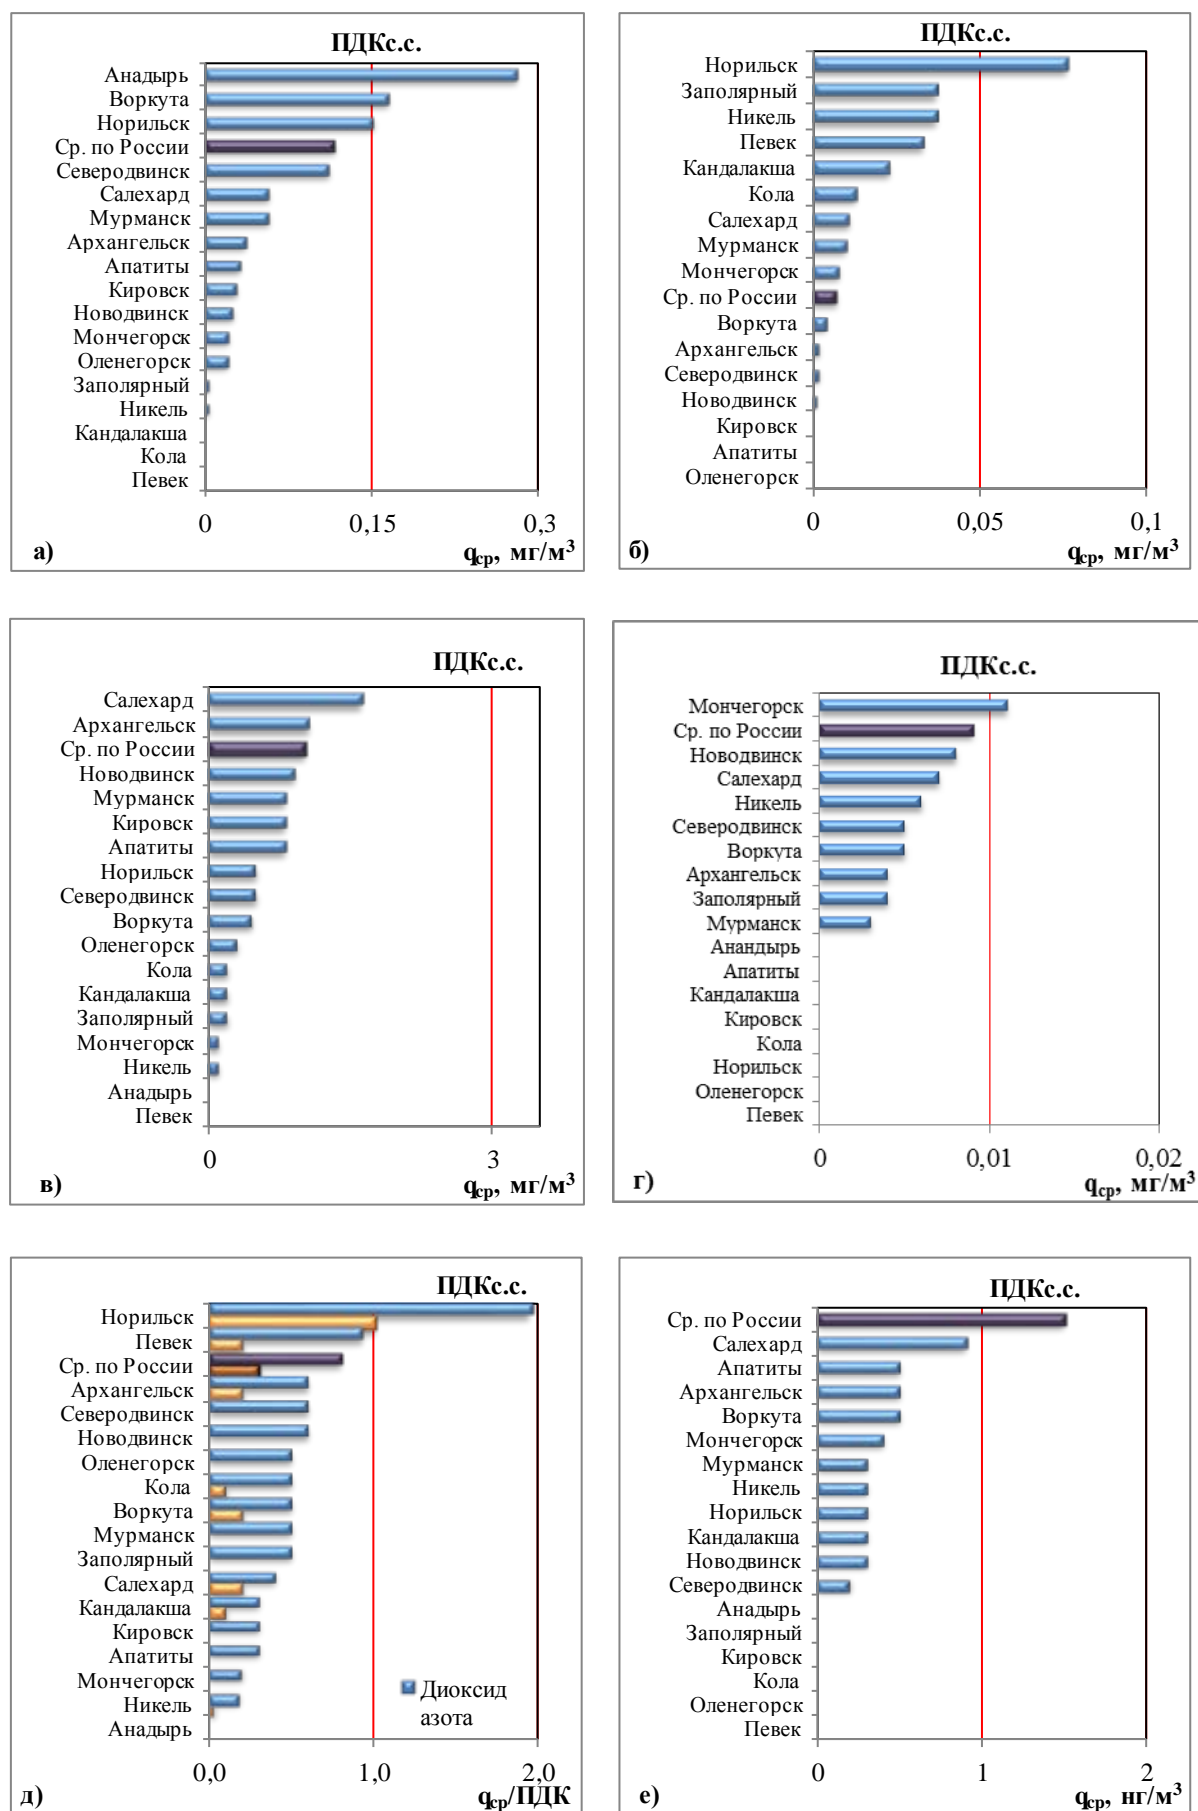 ПДКс.с.
Анадырь
Воркута
Норильск
Ср. по России
Северодвинск
Салехард
Мурманск
Архангельск
Апатиты
Кировск
Новодвинск
Мончегорск
Оленегорск
Заполярный
Никель
Кандалакша
Кола
Певек
0 0,15 0,3
а) qср, мг/м³
ПДКс.с.
Норильск
Заполярный
Никель
Певек
Кандалакша
Кола
Салехард
Мурманск
Мончегорск
Ср. по России
Воркута
Архангельск
Северодвинск
Новодвинск
Кировск
Апатиты
Оленегорск
0 0,05 0,1
б) qср, мг/м³
ПДКс.с.
Салехард
Архангельск
Ср. по России
Новодвинск
Мурманск
Кировск
Апатиты
Норильск
Северодвинск
Воркута
Оленегорск
Кола
Кандалакша
Заполярный
Мончегорск
Никель
Анадырь
Певек
0 3
в) qср, мг/м³
ПДКс.с.
Мончегорск
Ср. по России
Новодвинск
Салехард
Никель
Северодвинск
Воркута
Архангельск
Заполярный
Мурманск
Анандырь
Апатиты
Кандалакша
Кировск
Кола
Норильск
Оленегорск
Певек
0 0,01 0,02
г) qср, мг/м³
ПДКс.с.
Норильск
Певек
Ср. по России
Архангельск
Северодвинск
Новодвинск
Оленегорск
Кола
Воркута
Мурманск
Заполярный
Салехард
Кандалакша
Кировск
Апатиты
Мончегорск
Никель
Анадырь
Диоксид
азота
0,0 1,0 2,0
д) qср/ПДК
ПДКс.с.
Ср. по России
Салехард
Апатиты
Архангельск
Воркута
Мончегорск
Мурманск
Никель
Норильск
Кандалакша
Новодвинск
Северодвинск
Анадырь
Заполярный
Кировск
Кола
Оленегорск
Певек
0 1 2
е) qср, нг/м³